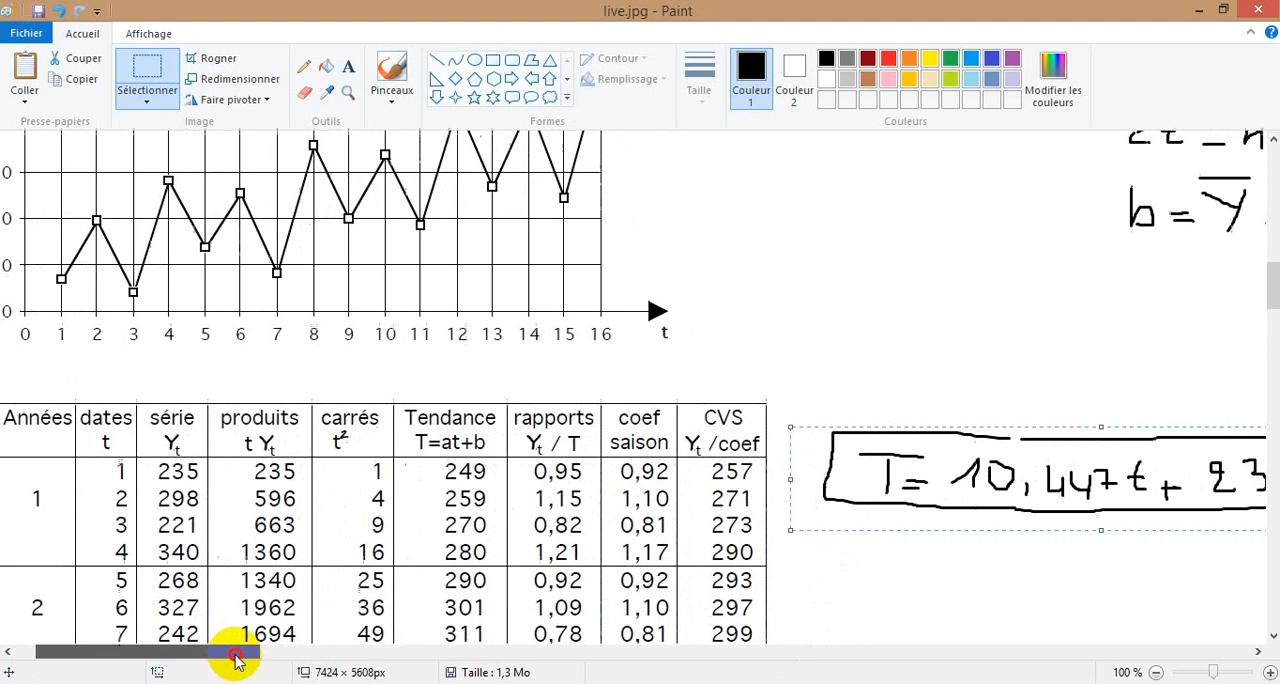 live.jpg - Paint
Fichier
Accueil
Affichage
Coller
Couper
Copier
Presse-papiers
Sélectionner
Rogner
Redimensionner
Faire pivoter
Image
Outils
Pinceaux
Contour
Remplissage
Formes
Taille
Couleur 1
Couleur 2
Modifier les couleurs
Couleurs
b = Y
0
0
0
0
0 1 2 3 4 5 6 7 8 9 10 11 12 13 14 15 16
t
Années dates t série Yt produits t Yt carrés t² Tendance T=at+b rapports Yt / T coef saison CVS Yt /coef
1
1 235 235 1 249 0,95 0,92 257
2 298 596 4 259 1,15 1,10 271
3 221 663 9 270 0,82 0,81 273
4 340 1360 16 280 1,21 1,17 290
2
5 268 1340 25 290 0,92 0,92 293
6 327 1962 36 301 1,09 1,10 297
7 242 1694 49 311 0,78 0,81 299
T = 10,447t + 23
7424 × 5608px
Taille : 1,3 Mo
100 %